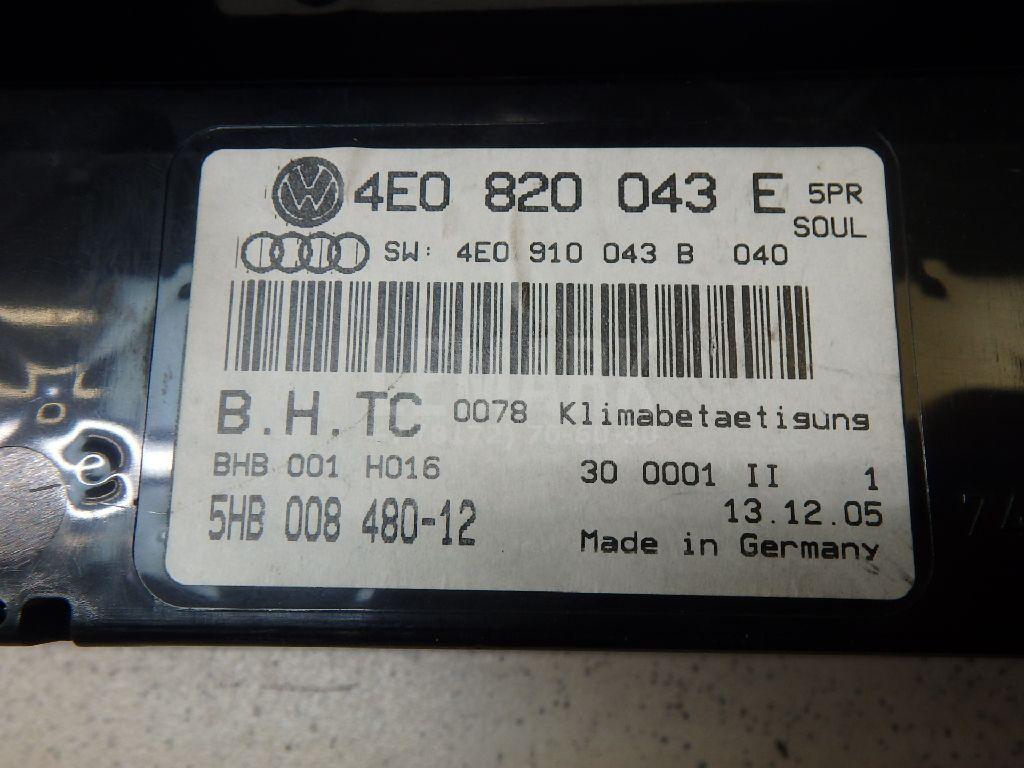 4E0 820 043 E 5PR
SOUL
SW: 4E0 910 043 B 040
B.H.TC 0078 Klimabetaetigung
BHB 001 H016 30 0001 II 1
5HB 008 480-12 13.12.05
Made in Germany